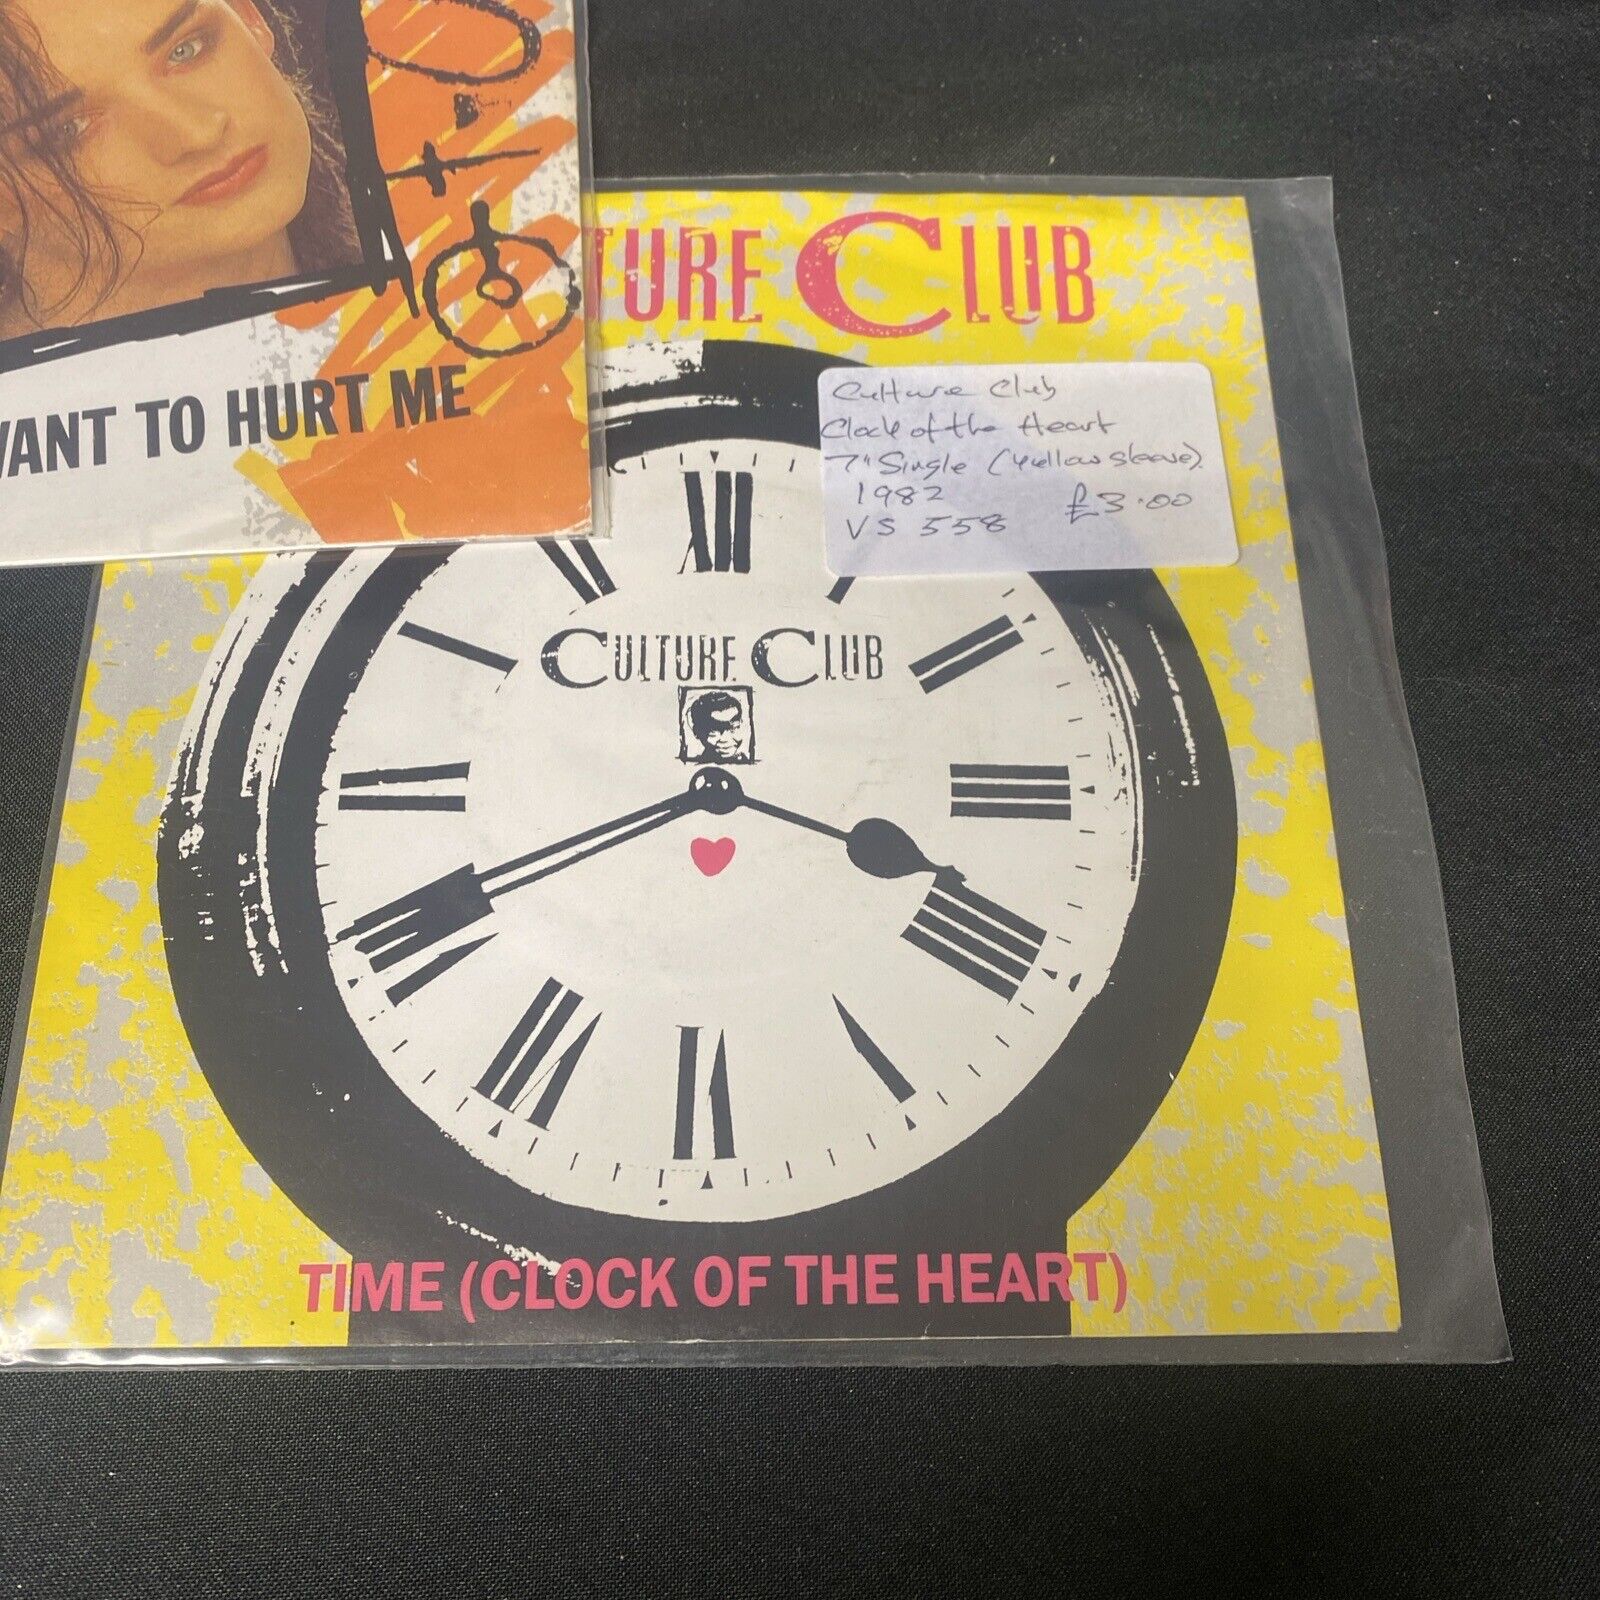 WANT TO HURT ME
TURE CLUB
Culture Club
Clock of the Heart
7" Single (Yellow sleeve).
1982 £3.00
VS 558
XII
CULTURE CLUB
TIME (CLOCK OF THE HEART)